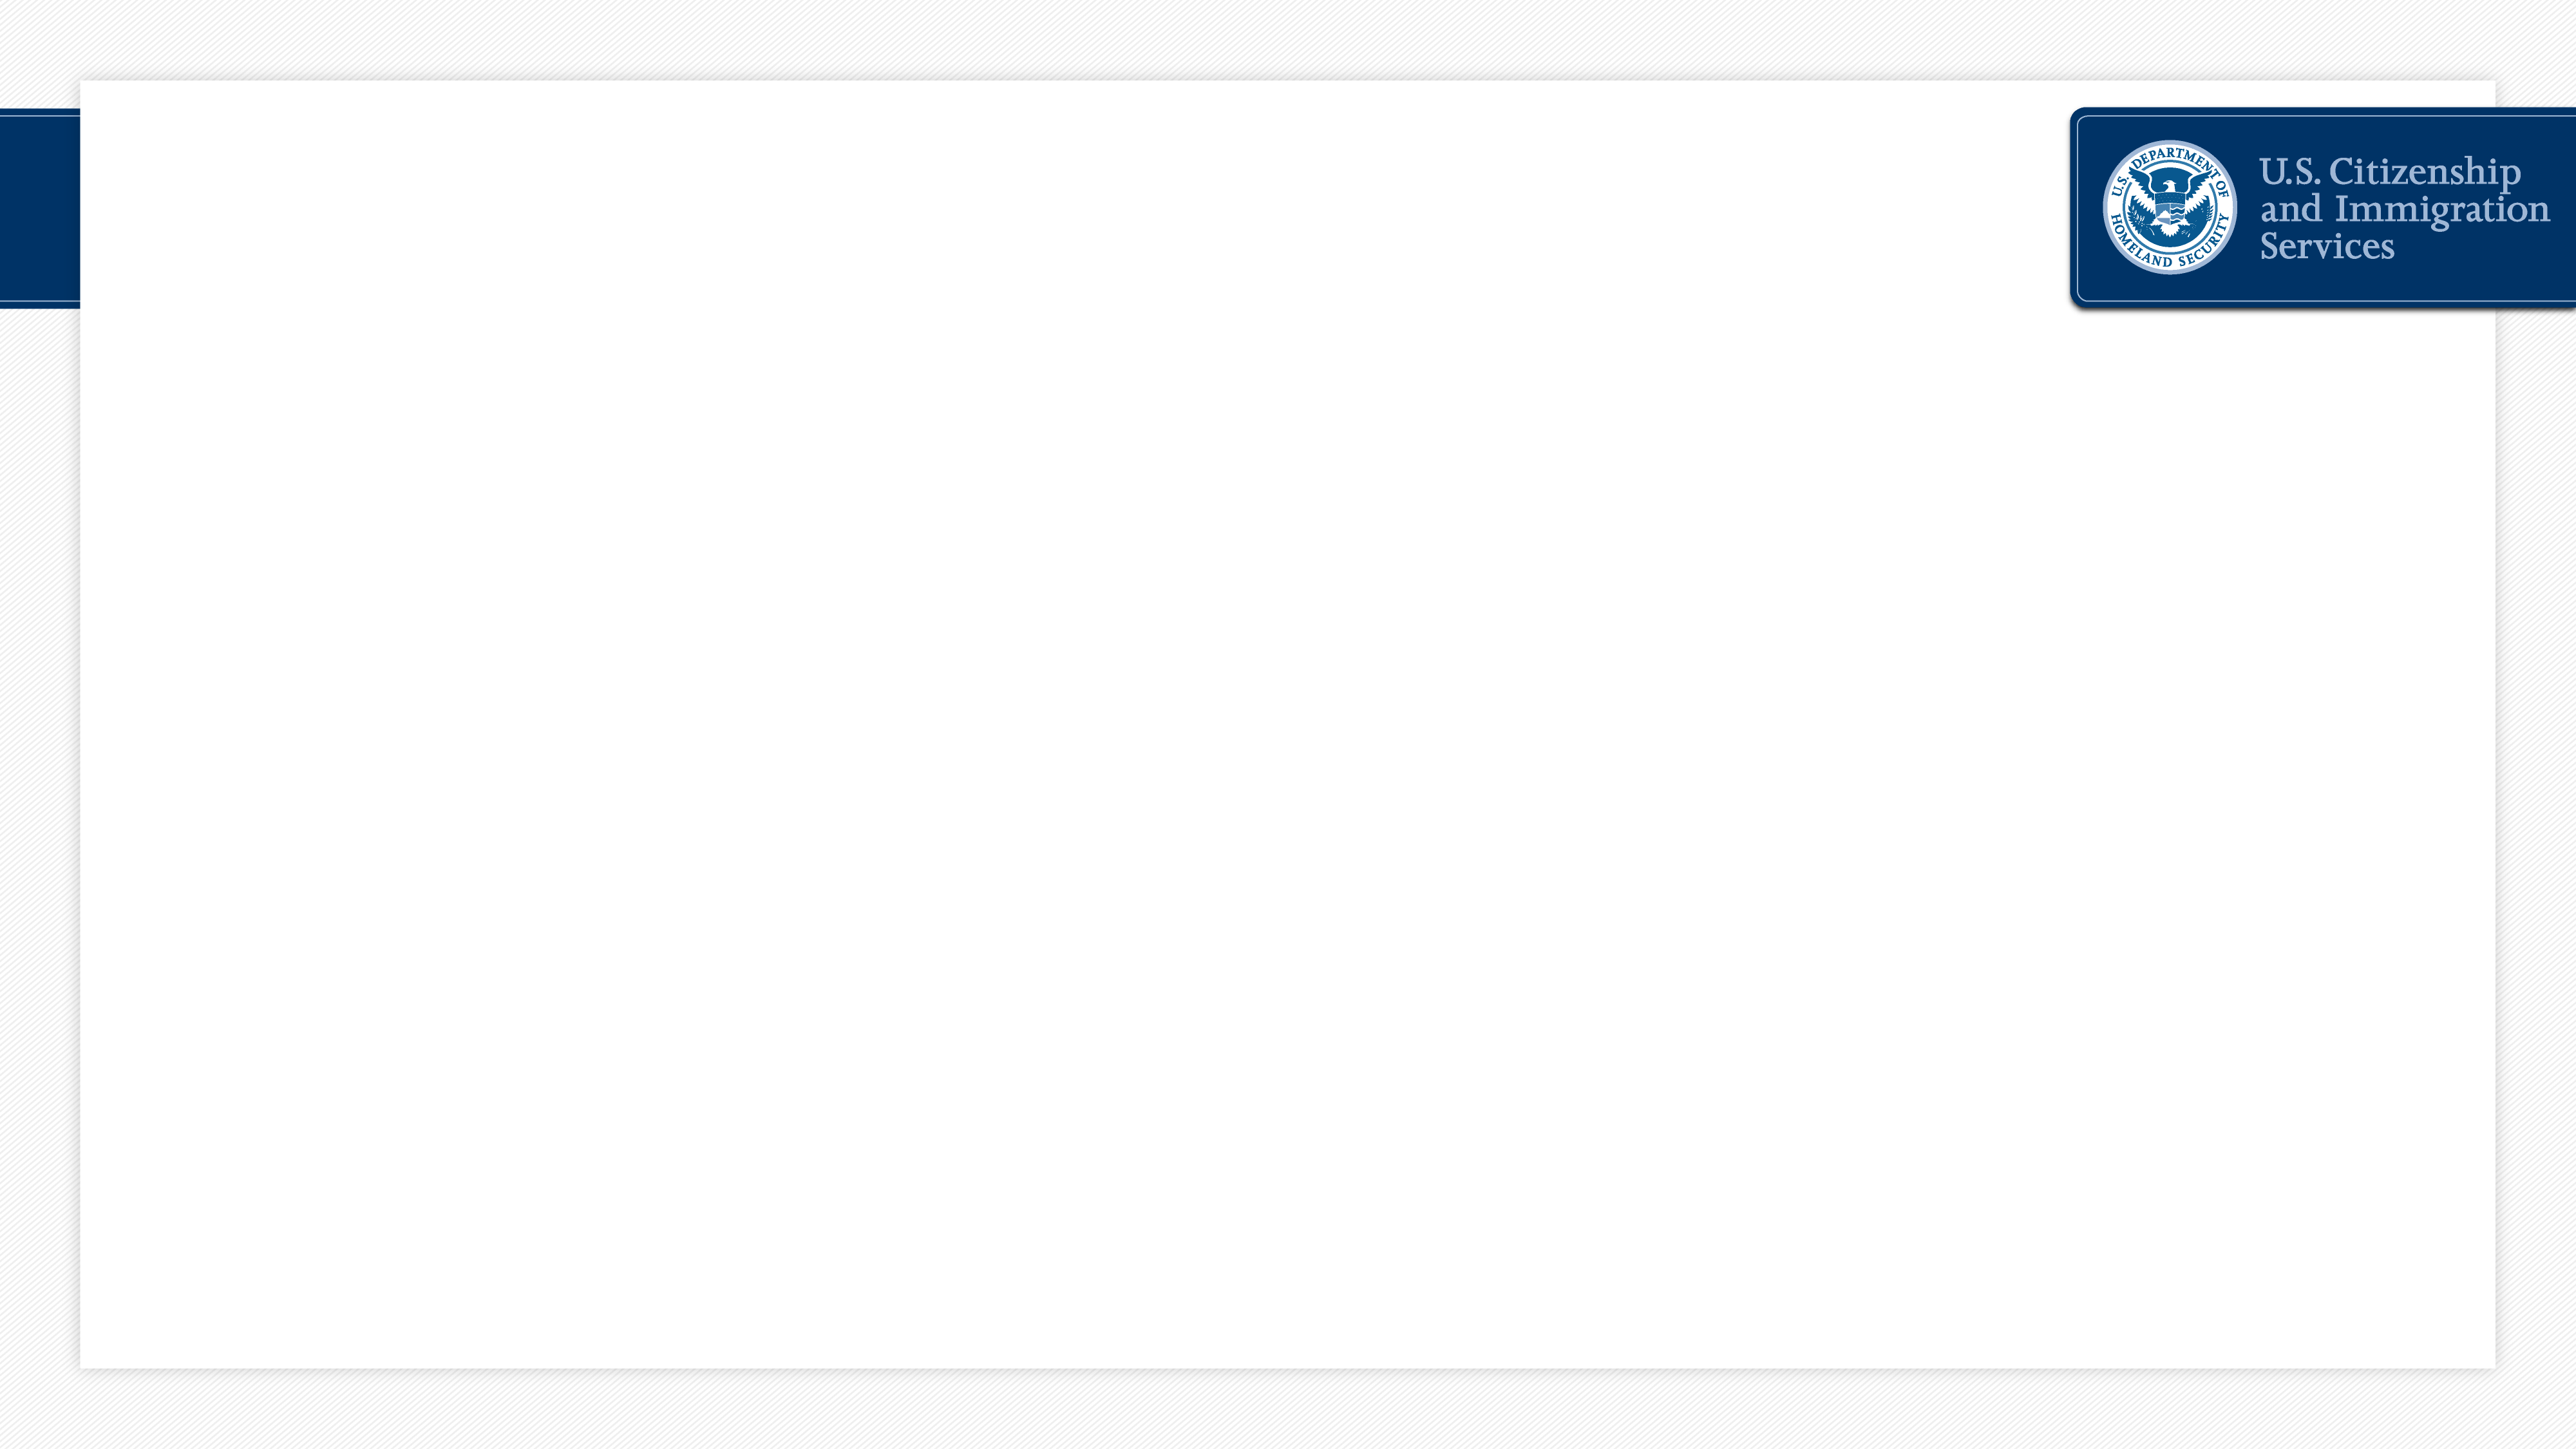 U.S. DEPARTMENT OF
HOMELAND SECURITY
U.S. Citizenship
and Immigration
Services